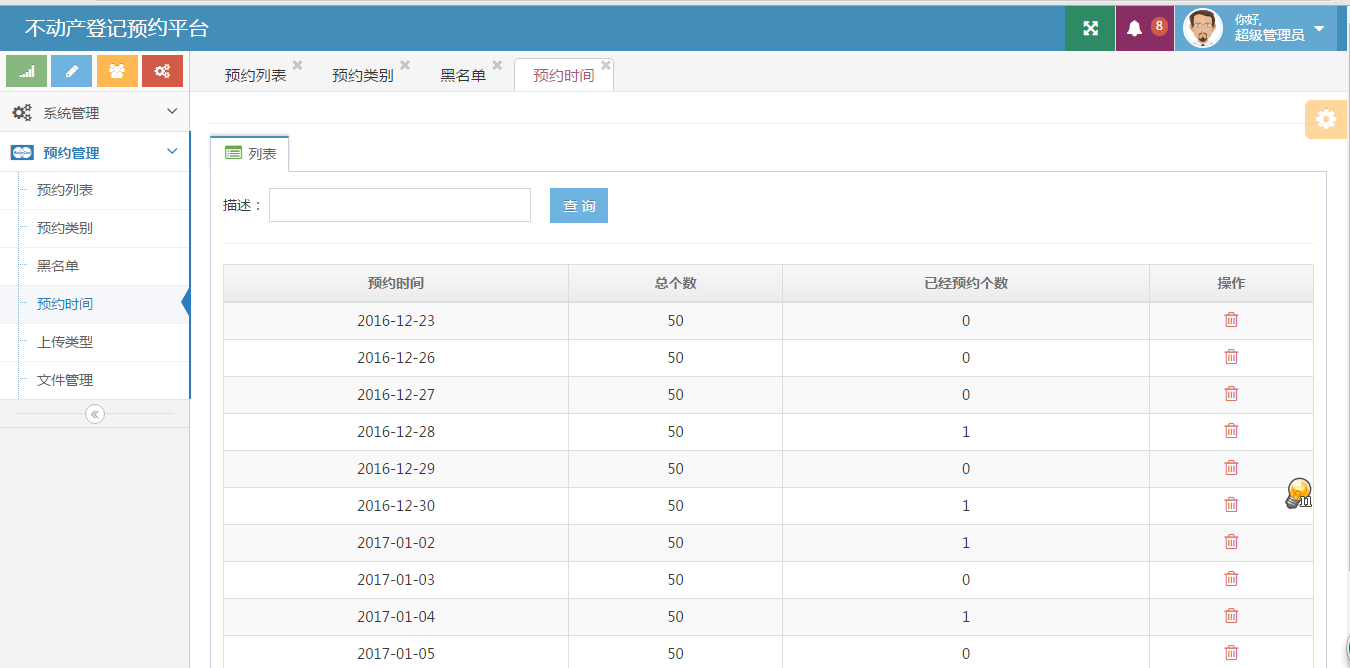 不动产登记预约平台
8
你好,
超级管理员
预约列表
预约类别
黑名单
预约时间
系统管理
预约管理
预约列表
预约类别
黑名单
预约时间
上传类型
文件管理
列表
描述：
查 询
预约时间 总个数 已经预约个数 操作
2016-12-23 50 0
2016-12-26 50 0
2016-12-27 50 0
2016-12-28 50 1
2016-12-29 50 0
2016-12-30 50 1
2017-01-02 50 1
2017-01-03 50 0
2017-01-04 50 1
2017-01-05 50 0
11